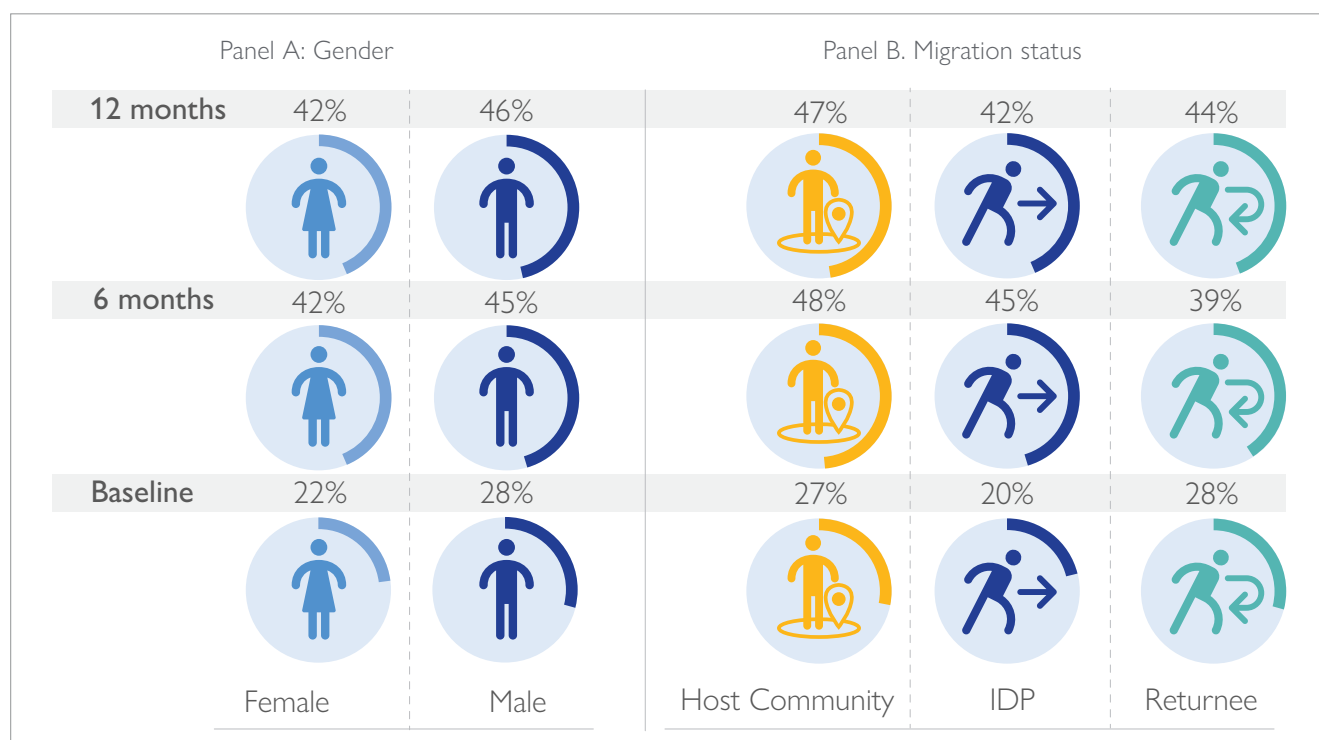 Panel A: Gender
Panel B. Migration status
12 months 42% 46% 47% 42% 44%
6 months 42% 45% 48% 45% 39%
Baseline 22% 28% 27% 20% 28%
Female Male Host Community IDP Returnee